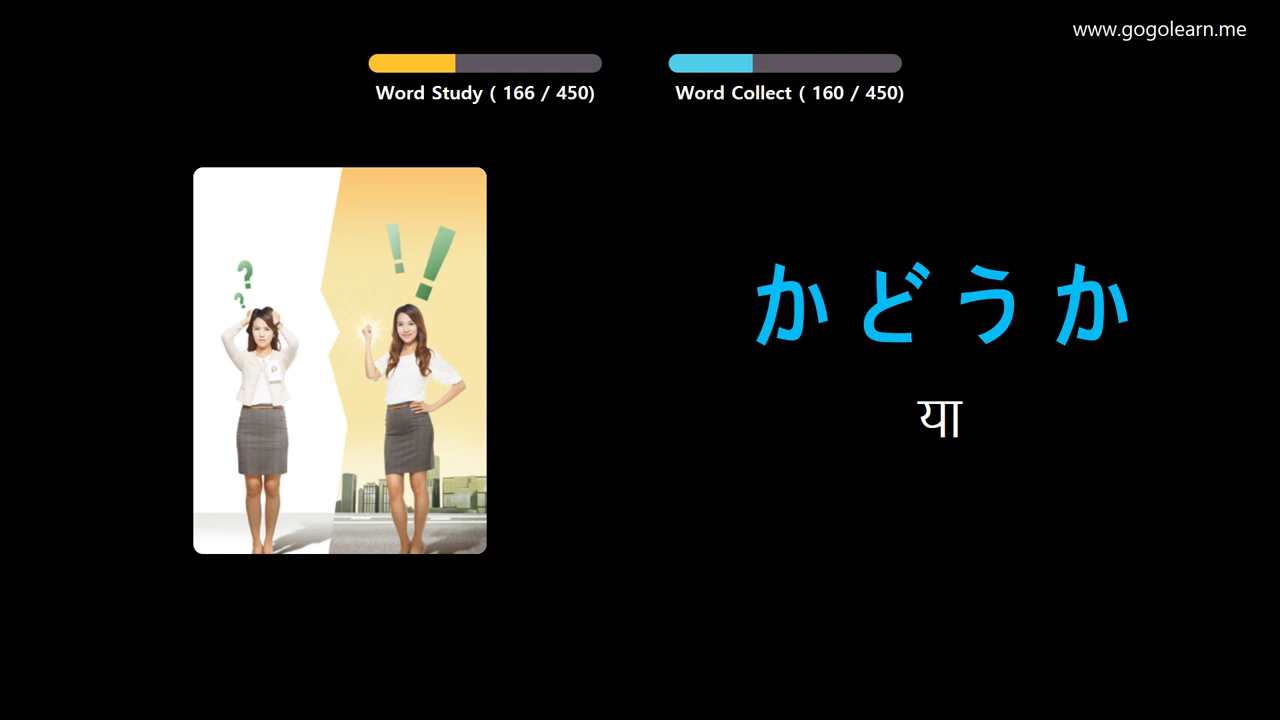 www.gogolearn.me
Word Study ( 166 / 450)
Word Collect ( 160 / 450)
? ?
! !
かどうか
या